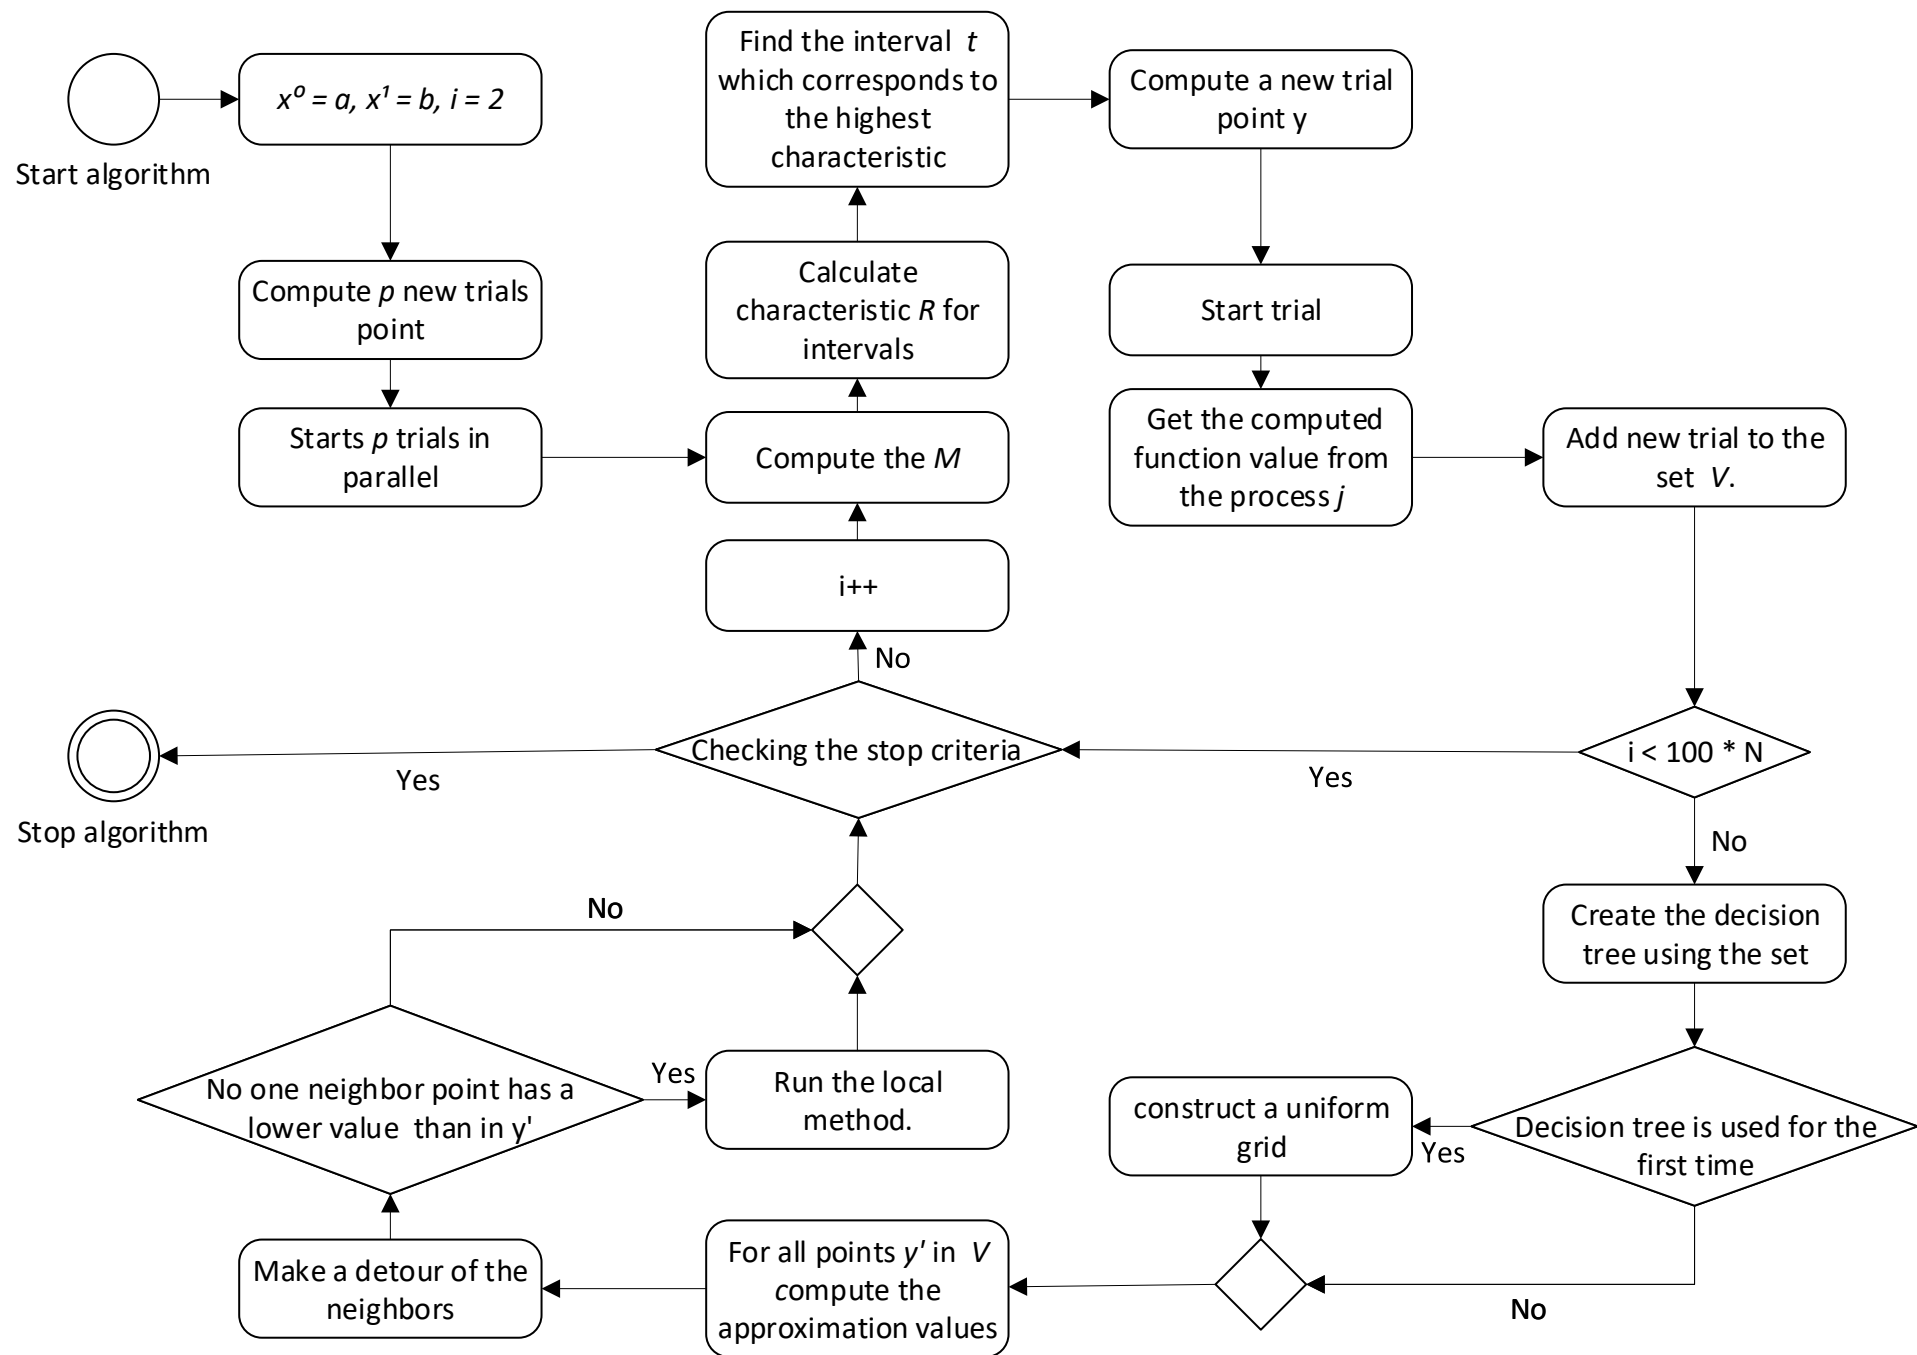 Start algorithm
x⁰ = a, x¹ = b, i = 2
Compute p new trials
point
Starts p trials in
parallel
Find the interval t
which corresponds to
the highest
characteristic
Calculate
characteristic R for
intervals
Compute the M
i++
No
Compute a new trial
point y
Start trial
Get the computed
function value from
the process j
Add new trial to the
set V.
i < 100 * N
Yes
No
Checking the stop criteria
Yes
Stop algorithm
Create the decision
tree using the set
Decision tree is used for the
first time
Yes
No
construct a uniform
grid
For all points y' in V
compute the
approximation values
Make a detour of the
neighbors
No one neighbor point has a
lower value than in y'
Yes
No
Run the local
method.